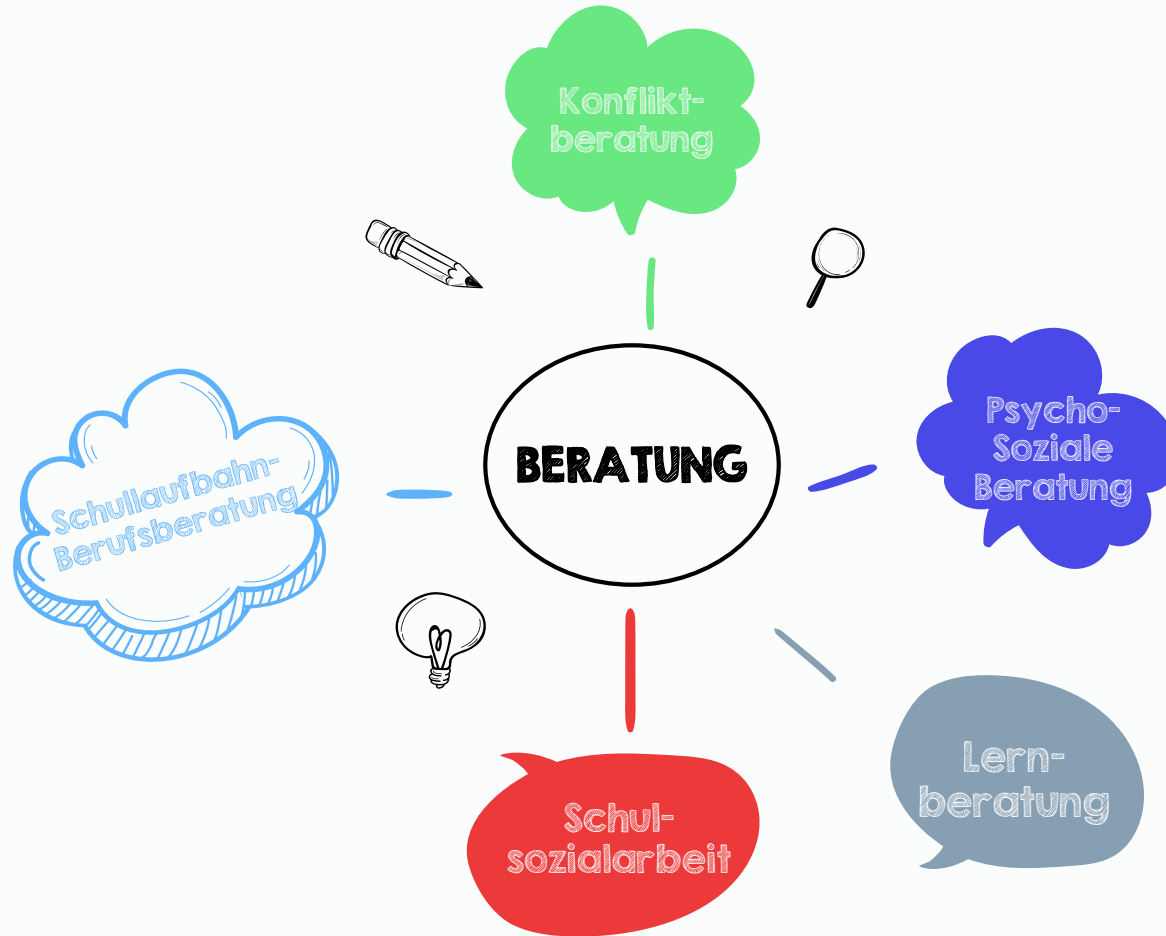 Konflikt-
beratung
Psycho-
Soziale
Beratung
BERATUNG
Schullaufbahn-
Berufsberatung
Lern-
beratung
Schul-
sozialarbeit